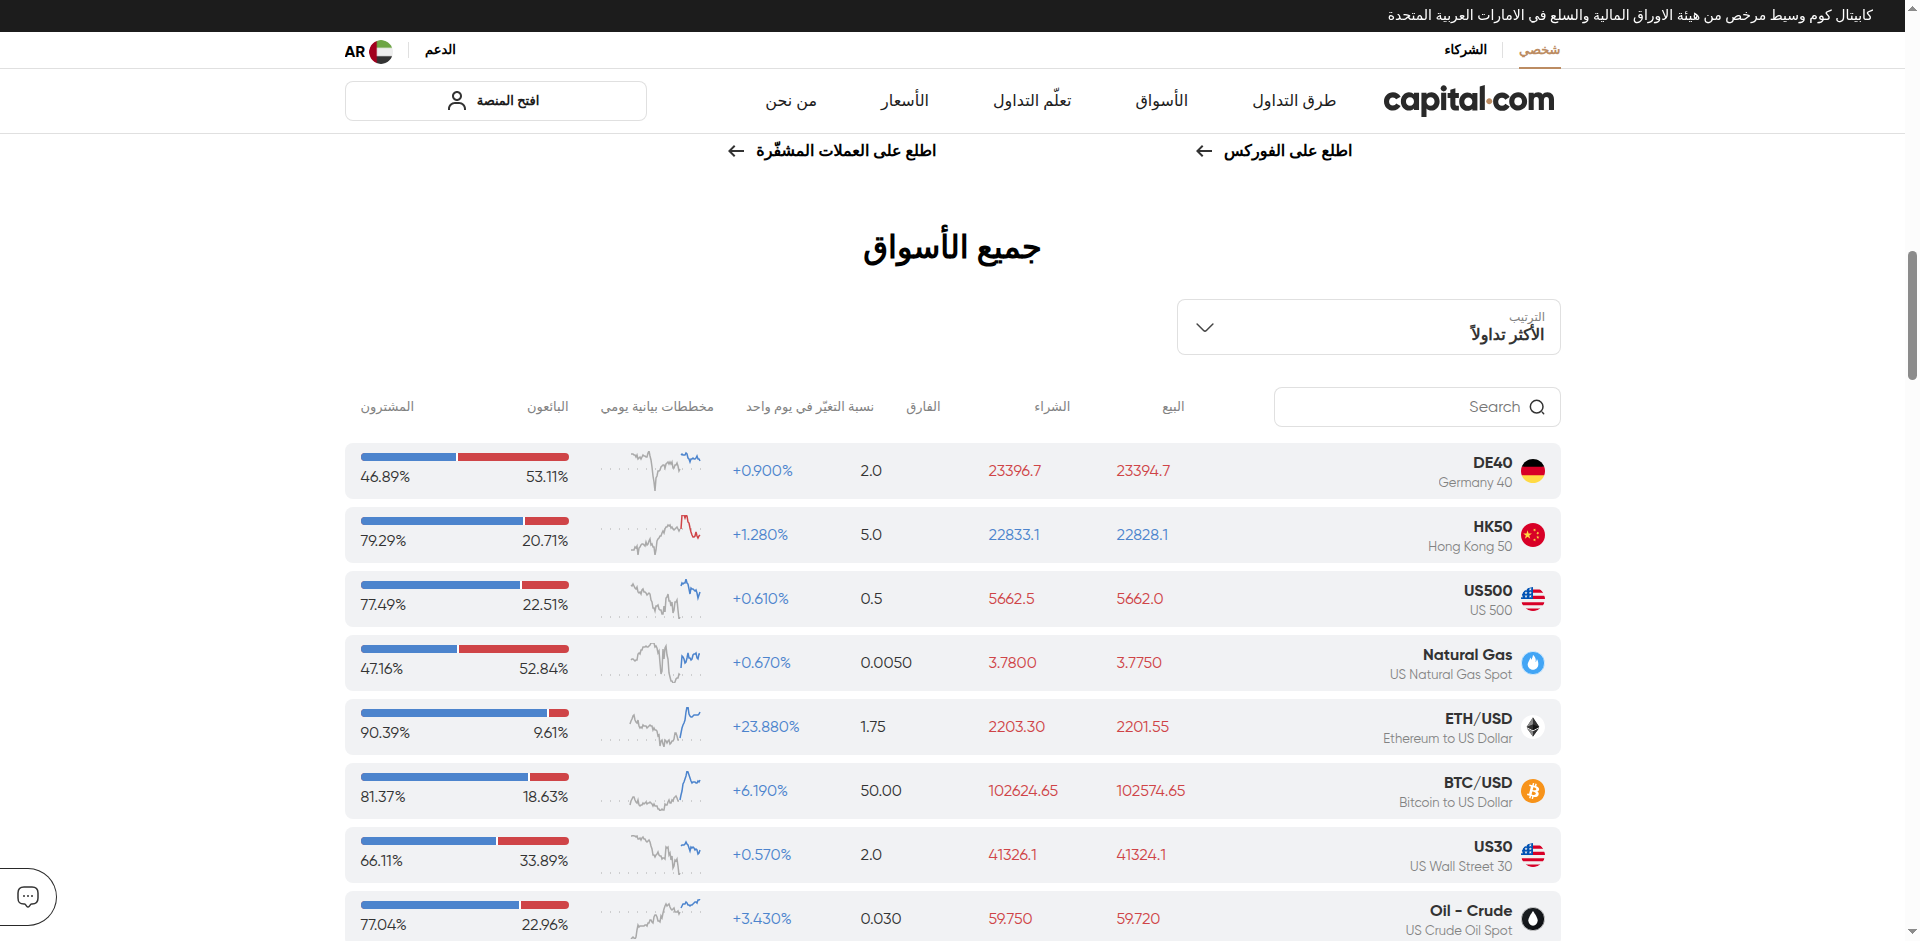 كابيتال كوم وسيط مرخص من هيئة الاوراق المالية والسلع في الامارات العربية المتحدة
شخصي
الشركاء
الدعم
AR
capital.com
طرق التداول
الأسواق
تعلّم التداول
الأسعار
من نحن
افتح المنصة
اطلع على الفوركس
اطلع على العملات المشفّرة
جميع الأسواق
الترتيب
الأكثر تداولاً
Search
البيع
الشراء
الفارق
نسبة التغيّر في يوم واحد
مخططات بيانية يومي
البائعون
المشترون
DE40
Germany 40
23394.7
23396.7
2.0
+0.900%
53.11%
46.89%
HK50
Hong Kong 50
22828.1
22833.1
5.0
+1.280%
20.71%
79.29%
US500
US 500
5662.0
5662.5
0.5
+0.610%
22.51%
77.49%
Natural Gas
US Natural Gas Spot
3.7750
3.7800
0.0050
+0.670%
52.84%
47.16%
ETH/USD
Ethereum to US Dollar
2201.55
2203.30
1.75
+23.880%
9.61%
90.39%
BTC/USD
Bitcoin to US Dollar
102574.65
102624.65
50.00
+6.190%
18.63%
81.37%
US30
US Wall Street 30
41324.1
41326.1
2.0
+0.570%
33.89%
66.11%
Oil - Crude
US Crude Oil Spot
59.720
59.750
0.030
+3.430%
22.96%
77.04%